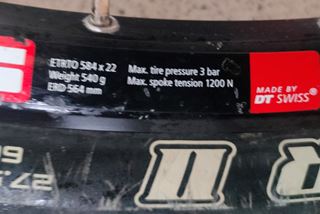 ETRTO 584 x 22
Weight 540 g
ERD 564 mm
Max. tire pressure 3 bar
Max. spoke tension 1200 N
MADE BY
DT SWISS®
27.